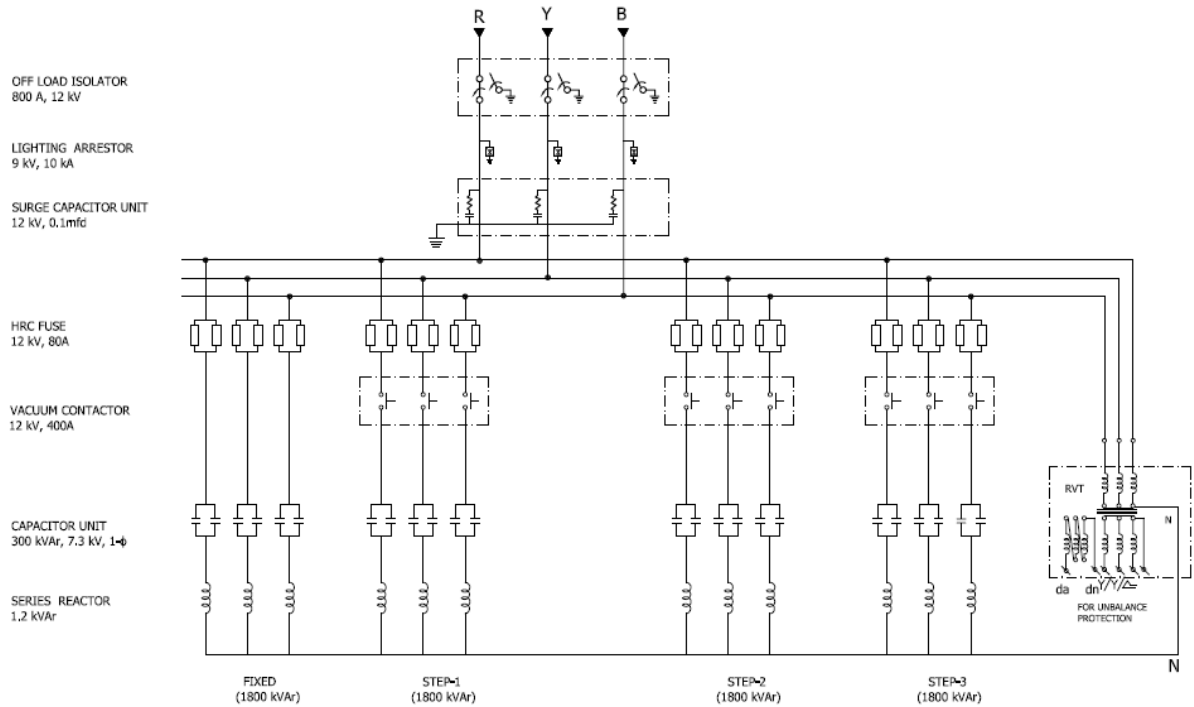 R Y B
OFF LOAD ISOLATOR
800 A, 12 kV
LIGHTING ARRESTOR
9 kV, 10 kA
SURGE CAPACITOR UNIT
12 kV, 0.1mfd
HRC FUSE
12 kV, 80A
VACUUM CONTACTOR
12 kV, 400A
CAPACITOR UNIT
300 kVAr, 7.3 kV, 1-ϕ
SERIES REACTOR
1.2 kVAr
RVT
N
da dn Y/Y/
FOR UNBALANCE
PROTECTION
N
FIXED
(1800 kVAr)
STEP-1
(1800 kVAr)
STEP-2
(1800 kVAr)
STEP-3
(1800 kVAr)